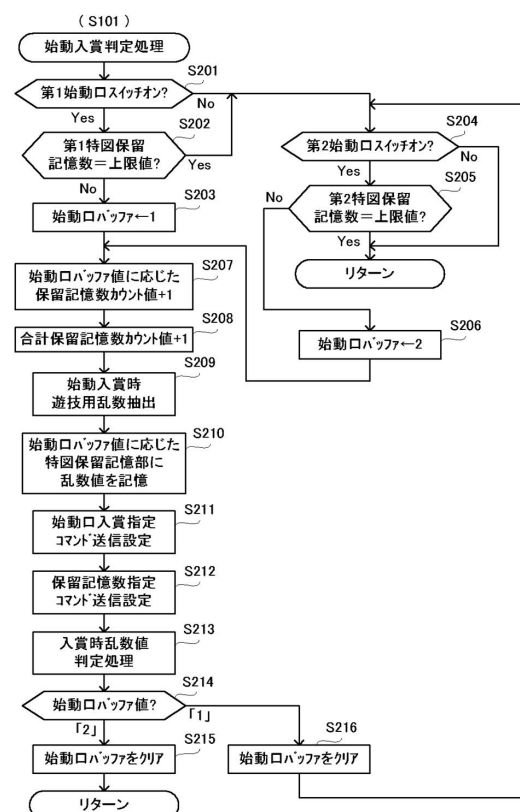 (S101)
始動入賞判定処理
S201
第1始動口スイッチオン?
No
Yes
S202
第1特図保留
記憶数=上限値?
Yes
No
S203
始動口バッファ←1
S204
第2始動口スイッチオン?
No
Yes
S205
No
第2特図保留
記憶数=上限値?
Yes
リターン
S206
始動口バッファ←2
S207
始動口バッファ値に応じた
保留記憶数カウント値+1
S208
合計保留記憶数カウント値+1
S209
始動入賞時
遊技用乱数抽出
S210
始動口バッファ値に応じた
特図保留記憶部に
乱数値を記憶
S211
始動口入賞指定
コマンド送信設定
S212
保留記憶数指定
コマンド送信設定
S213
入賞時乱数値
判定処理
S214
始動口バッファ値?
「1」
「2」
S215
始動口バッファをクリア
S216
始動口バッファをクリア
リターン